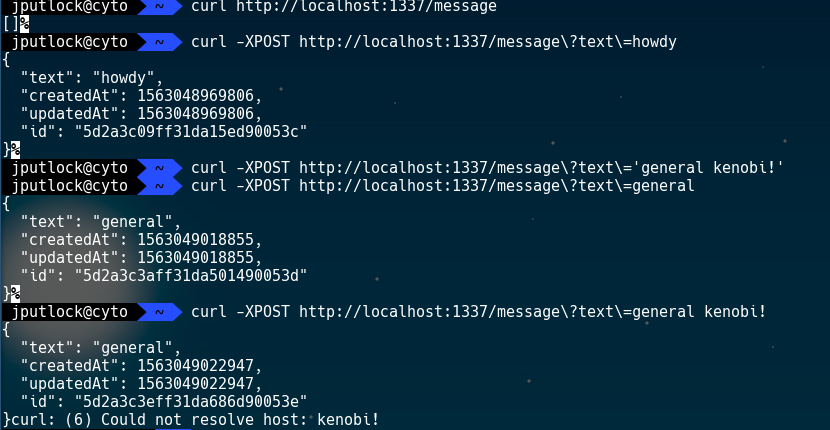 jputlock@cyto ~ curl http://localhost:1337/message
[]%
jputlock@cyto ~ curl -XPOST http://localhost:1337/message\?text\=howdy
{
  "text": "howdy",
  "createdAt": 1563048969806,
  "updatedAt": 1563048969806,
  "id": "5d2a3c09ff31da15ed90053c"
}%
jputlock@cyto ~ curl -XPOST http://localhost:1337/message\?text\='general kenobi!'
jputlock@cyto ~ curl -XPOST http://localhost:1337/message\?text\=general
{
  "text": "general",
  "createdAt": 1563049018855,
  "updatedAt": 1563049018855,
  "id": "5d2a3c3aff31da501490053d"
}%
jputlock@cyto ~ curl -XPOST http://localhost:1337/message\?text\=general kenobi!
{
  "text": "general",
  "createdAt": 1563049022947,
  "updatedAt": 1563049022947,
  "id": "5d2a3c3eff31da686d90053e"
}curl: (6) Could not resolve host: kenobi!